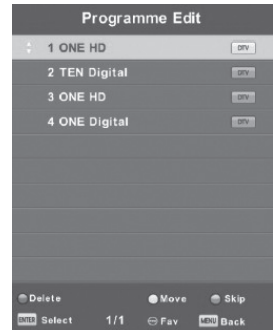 Programme Edit
1 ONE HD DTV
2 TEN Digital DTV
3 ONE HD DTV
4 ONE Digital DTV
Delete Move Skip
ENTER Select 1/1 Fav MENU Back